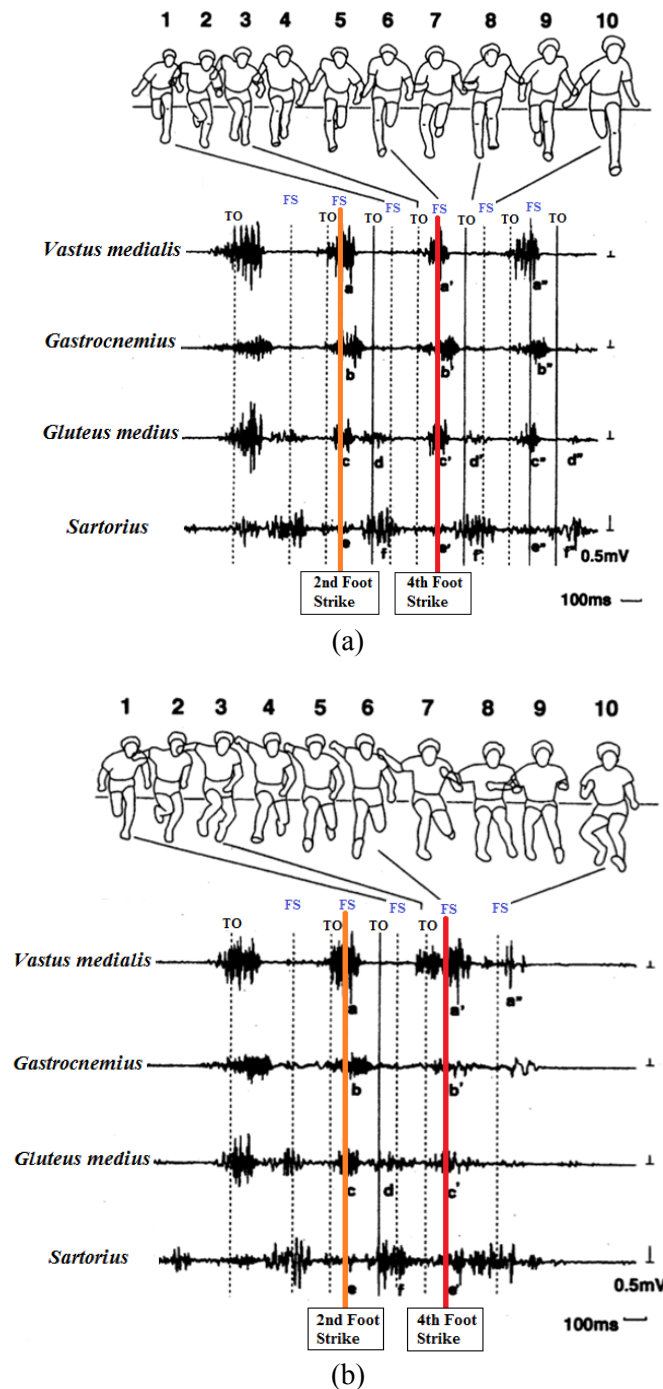 1 2 3 4 5 6 7 8 9 10
FS FS FS FS FS FS
TO TO TO TO TO TO TO TO
Vastus medialis
a a' a"
Gastrocnemius
b b' b"
Gluteus medius
c d c' d' c" d"
Sartorius
e f e' f' e" f"
0.5mV
2nd Foot
Strike
4th Foot
Strike
100ms
(a)
1 2 3 4 5 6 7 8 9 10
FS FS FS FS FS
TO TO TO TO
Vastus medialis
a a' a"
Gastrocnemius
b b'
Gluteus medius
c d c'
Sartorius
e f e'
0.5mV
2nd Foot
Strike
4th Foot
Strike
100ms
(b)